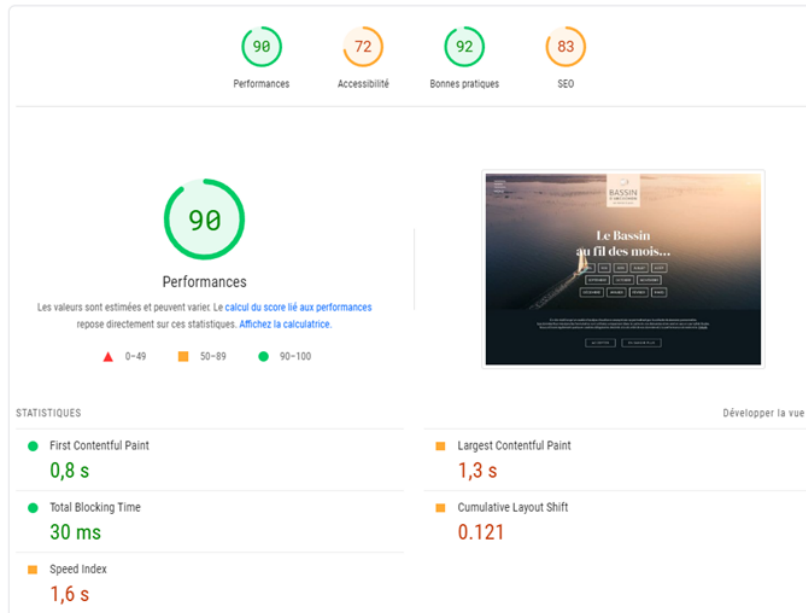 90
72
92
83
Performances
Accessibilité
Bonnes pratiques
SEO
90
Performances
Les valeurs sont estimées et peuvent varier. Le calcul du score lié aux performances
repose directement sur ces statistiques. Affichez la calculatrice.
0–49
50–89
90–100
BASSIN
Le Bassin
au fil des mois...
STATISTIQUES
Développer la vue
First Contentful Paint
0,8 s
Largest Contentful Paint
1,3 s
Total Blocking Time
30 ms
Cumulative Layout Shift
0.121
Speed Index
1,6 s